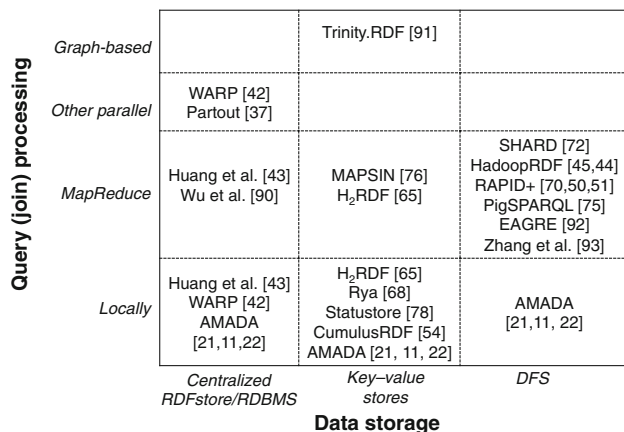 Trinity.RDF [91]
Graph-based
WARP [42]
Partout [37]
Other parallel
SHARD [72]
HadoopRDF [45,44]
RAPID+ [70,50,51]
PigSPARQL [75]
EAGRE [92]
Zhang et al. [93]
Huang et al. [43]
Wu et al. [90]
MAPSIN [76]
H₂RDF [65]
MapReduce
Query (join) processing
H₂RDF [65]
Rya [68]
Statustore [78]
CumulusRDF [54]
AMADA [21, 11, 22]
Huang et al. [43]
WARP [42]
AMADA
[21,11,22]
AMADA
[21,11, 22]
Locally
Centralized
RDFstore/RDBMS
Key–value
stores
DFS
Data storage